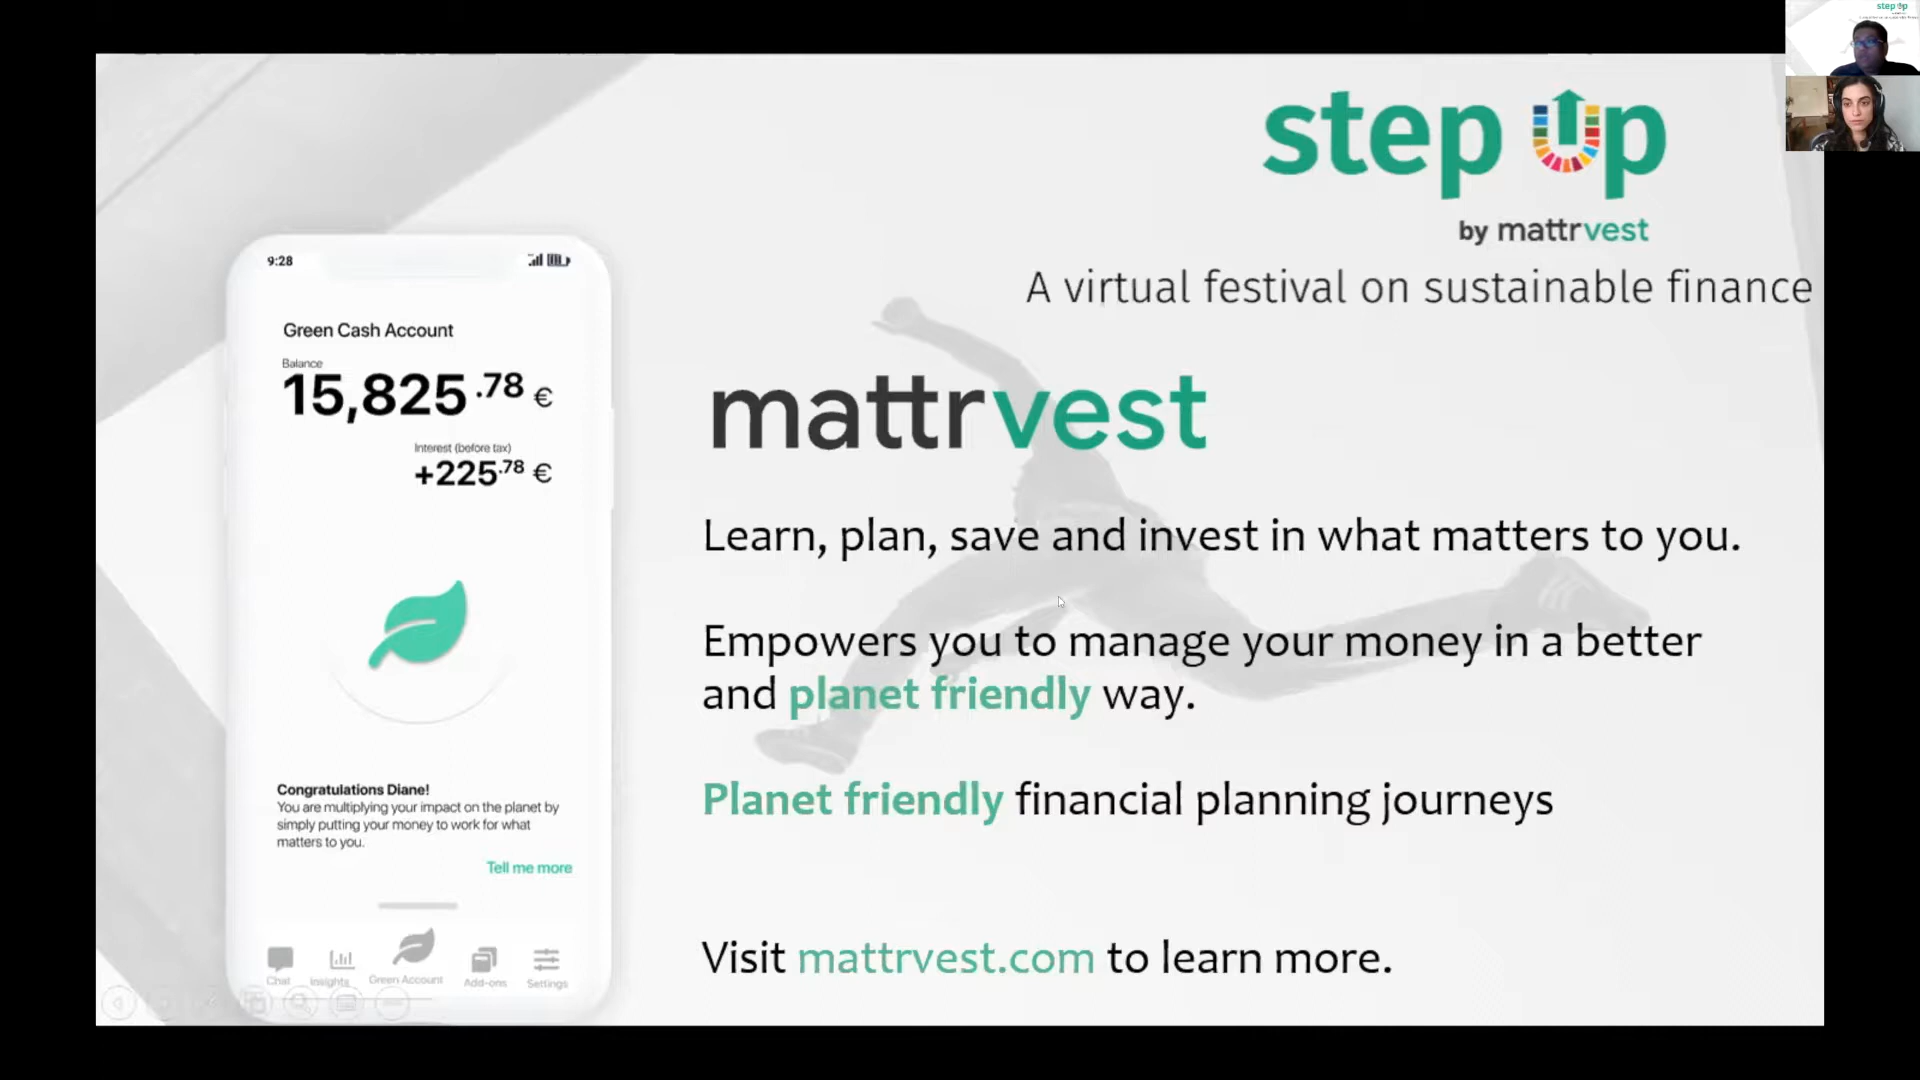 step up
step up
by mattrvest
A virtual festival on sustainable finance
9:28
Green Cash Account
Balance
15,825.78 €
Interest (before tax)
+225.78 €
Congratulations Diane!
You are multiplying your impact on the planet by
simply putting your money to work for what
matters to you.
Tell me more
Chat
Insights
Green Account
Add-ons
Settings
mattrvest
Learn, plan, save and invest in what matters to you.
Empowers you to manage your money in a better
and planet friendly way.
Planet friendly financial planning journeys
Visit mattrvest.com to learn more.